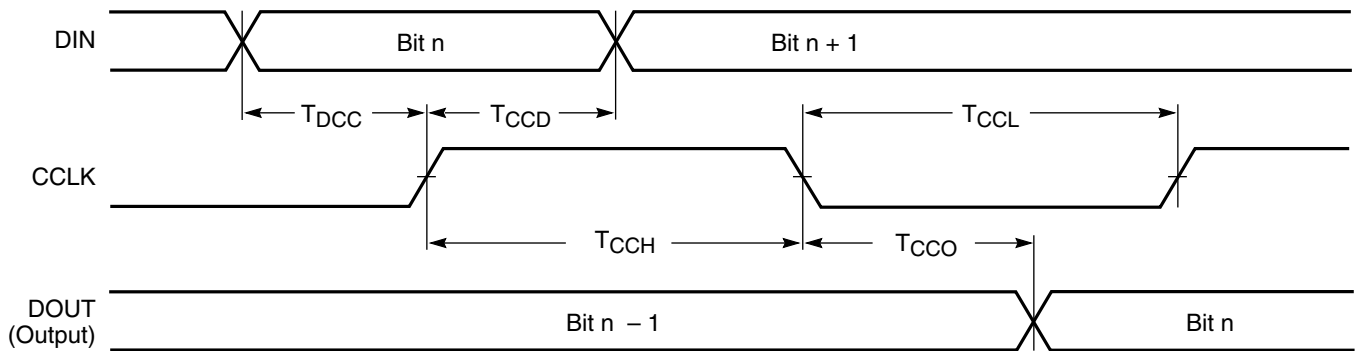 DIN
Bit n
Bit n + 1
TDCC
TCCD
TCCL
CCLK
TCCH
TCCO
DOUT
(Output)
Bit n – 1
Bit n